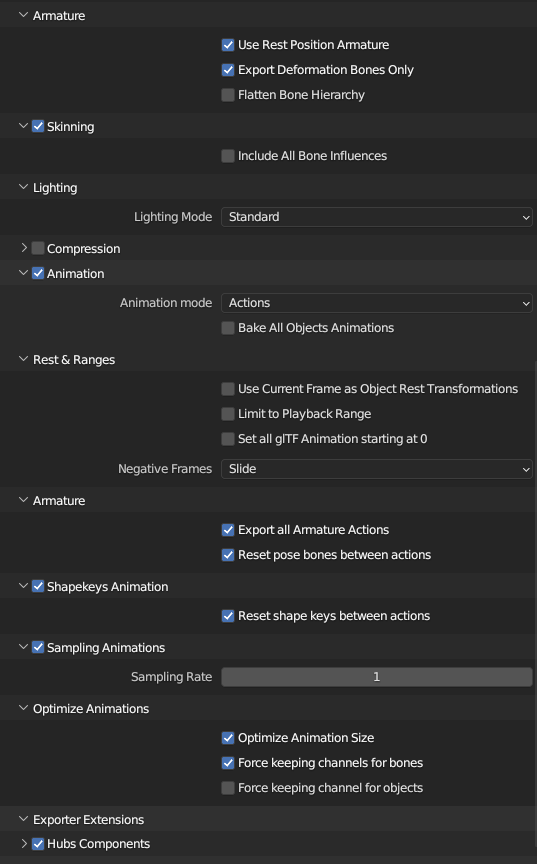 Armature
Use Rest Position Armature
Export Deformation Bones Only
Flatten Bone Hierarchy
Skinning
Include All Bone Influences
Lighting
Lighting Mode Standard
Compression
Animation
Animation mode Actions
Bake All Objects Animations
Rest & Ranges
Use Current Frame as Object Rest Transformations
Limit to Playback Range
Set all glTF Animation starting at 0
Negative Frames Slide
Armature
Export all Armature Actions
Reset pose bones between actions
Shapekeys Animation
Reset shape keys between actions
Sampling Animations
Sampling Rate 1
Optimize Animations
Optimize Animation Size
Force keeping channels for bones
Force keeping channel for objects
Exporter Extensions
Hubs Components